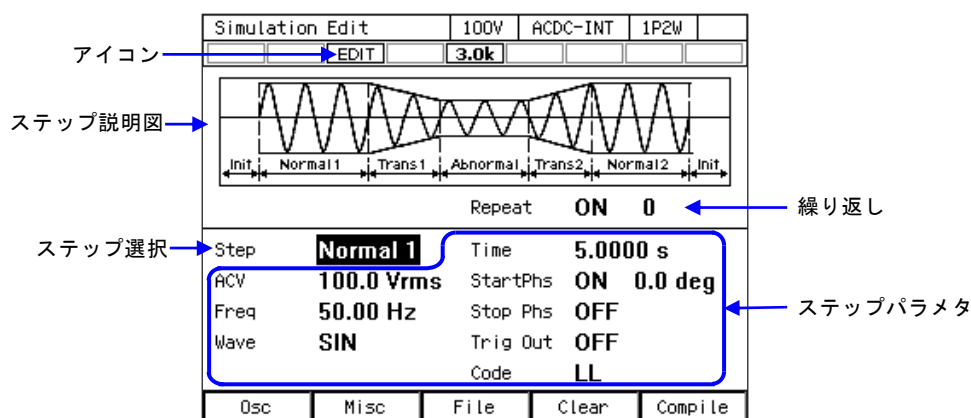 Simulation Edit 100V ACDC-INT 1P2W
アイコン EDIT 3.0k
ステップ説明図
Init Normal1 Trans1 Abnormal Trans2 Normal2 Init
Repeat ON 0 繰り返し
ステップ選択 Step Normal 1 Time 5.0000 s
ACV 100.0 Vrms StartPhs ON 0.0 deg
ステップパラメタ
Freq 50.00 Hz Stop Phs OFF
Wave SIN Trig Out OFF
Code LL
Osc Misc File Clear Compile